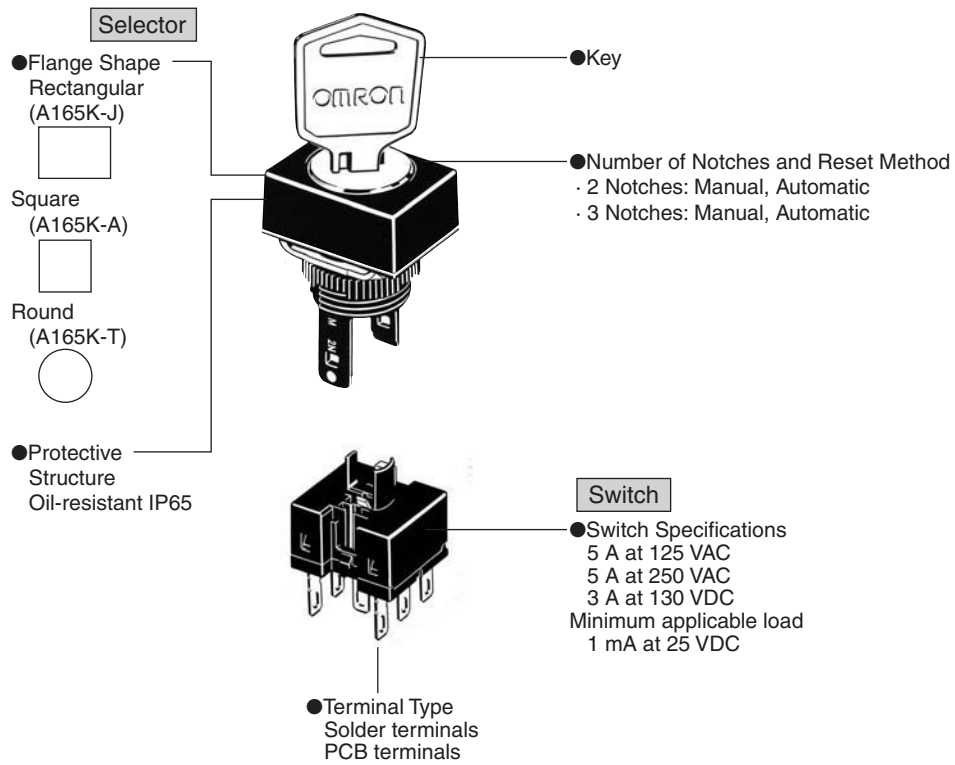 Selector
●Flange Shape
Rectangular
(A165K-J)
Square
(A165K-A)
Round
(A165K-T)
●Protective
Structure
Oil-resistant IP65
OMRON
M 2N
●Key
●Number of Notches and Reset Method
· 2 Notches: Manual, Automatic
· 3 Notches: Manual, Automatic
Switch
●Switch Specifications
5 A at 125 VAC
5 A at 250 VAC
3 A at 130 VDC
Minimum applicable load
1 mA at 25 VDC
●Terminal Type
Solder terminals
PCB terminals